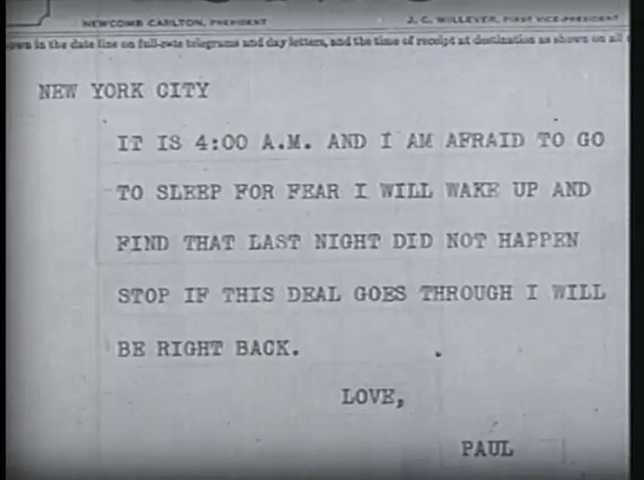 NEWCOMB CARLTON, PRESIDENT J. C. WILLEVER, FIRST VICE-PRESIDENT
in the date line on full-rate telegrams and day letters, and the time of receipt at destination as shown on all
NEW YORK CITY
IT IS 4:00 A.M. AND I AM AFRAID TO GO
TO SLEEP FOR FEAR I WILL WAKE UP AND
FIND THAT LAST NIGHT DID NOT HAPPEN
STOP IF THIS DEAL GOES THROUGH I WILL
BE RIGHT BACK.
LOVE,
PAUL